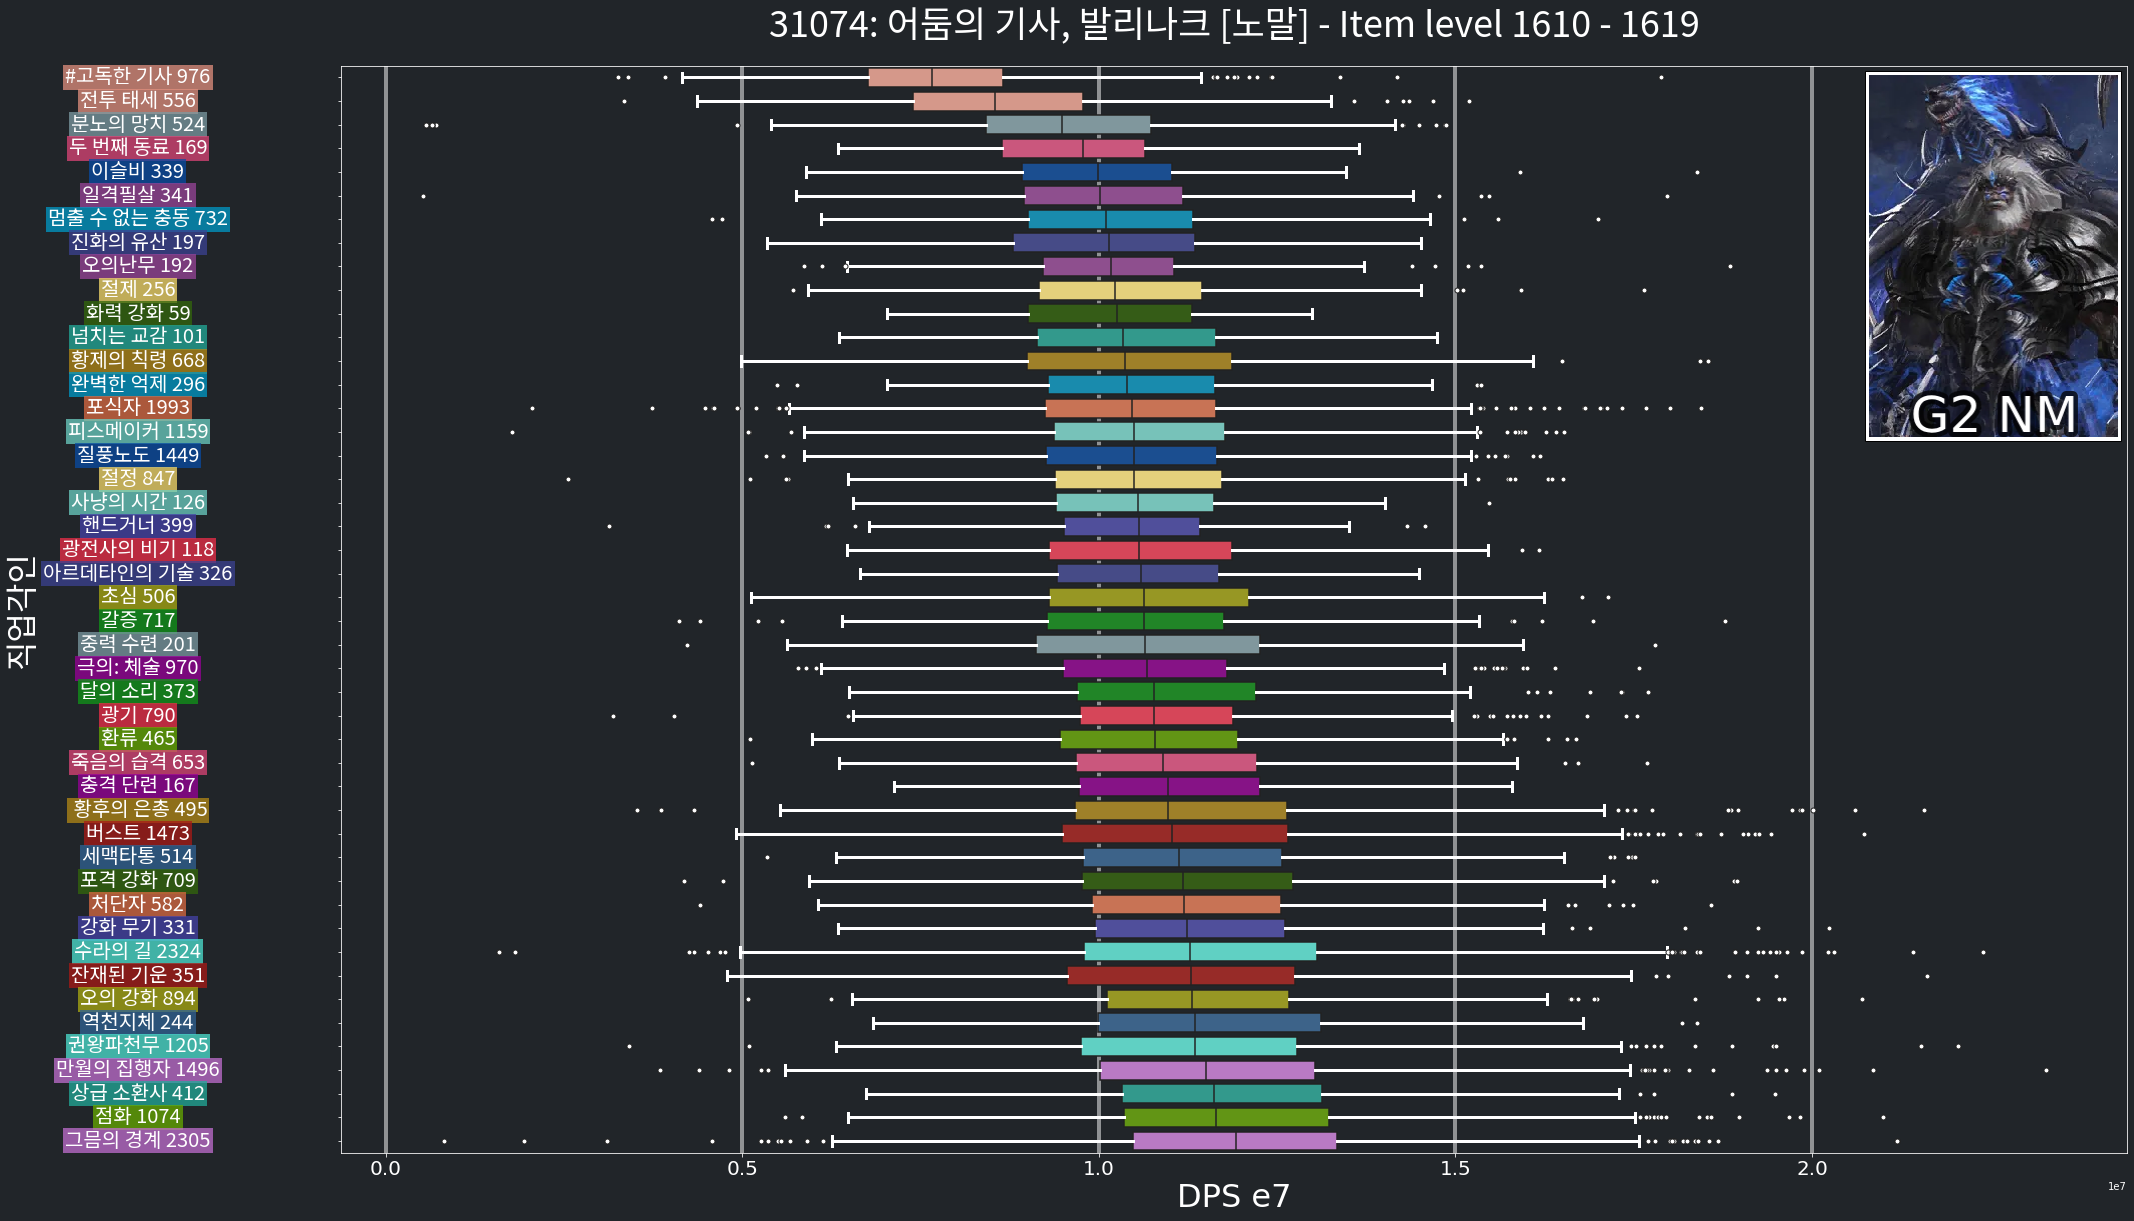 31074: 어둠의 기사, 발리나크 [노말] - Item level 1610 - 1619
직업각인
#고독한 기사 976
전투 태세 556
분노의 망치 524
두 번째 동료 169
이슬비 339
일격필살 341
멈출 수 없는 충동 732
진화의 유산 197
오의난무 192
절제 256
화력 강화 59
넘치는 교감 101
황제의 칙령 668
완벽한 억제 296
포식자 1993
피스메이커 1159
질풍노도 1449
절정 847
사냥의 시간 126
핸드거너 399
광전사의 비기 118
아르데타인의 기술 326
초심 506
갈증 717
중력 수련 201
극의: 체술 970
달의 소리 373
광기 790
환류 465
죽음의 습격 653
충격 단련 167
황후의 은총 495
버스트 1473
세맥타통 514
포격 강화 709
처단자 582
강화 무기 331
수라의 길 2324
잔재된 기운 351
오의 강화 894
역천지체 244
권왕파천무 1205
만월의 집행자 1496
상급 소환사 412
점화 1074
그믐의 경계 2305
G2 NM
0.0 0.5 1.0 1.5 2.0
DPS e7
1e7